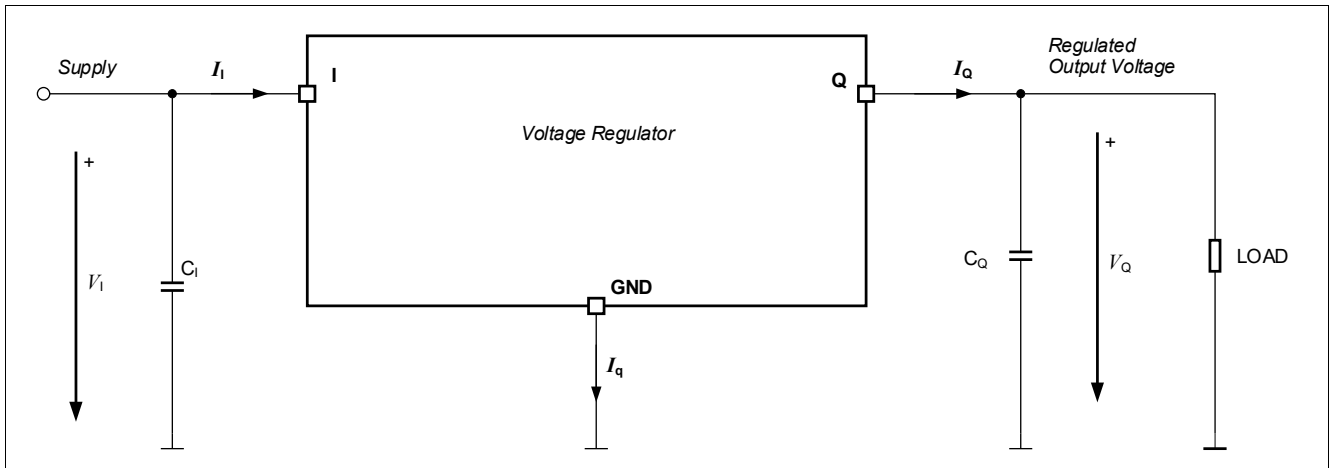 Supply
I_I
I
Q
I_Q
Regulated
Output Voltage
Voltage Regulator
+
+
V_I
C_I
C_Q
V_Q
LOAD
GND
I_q